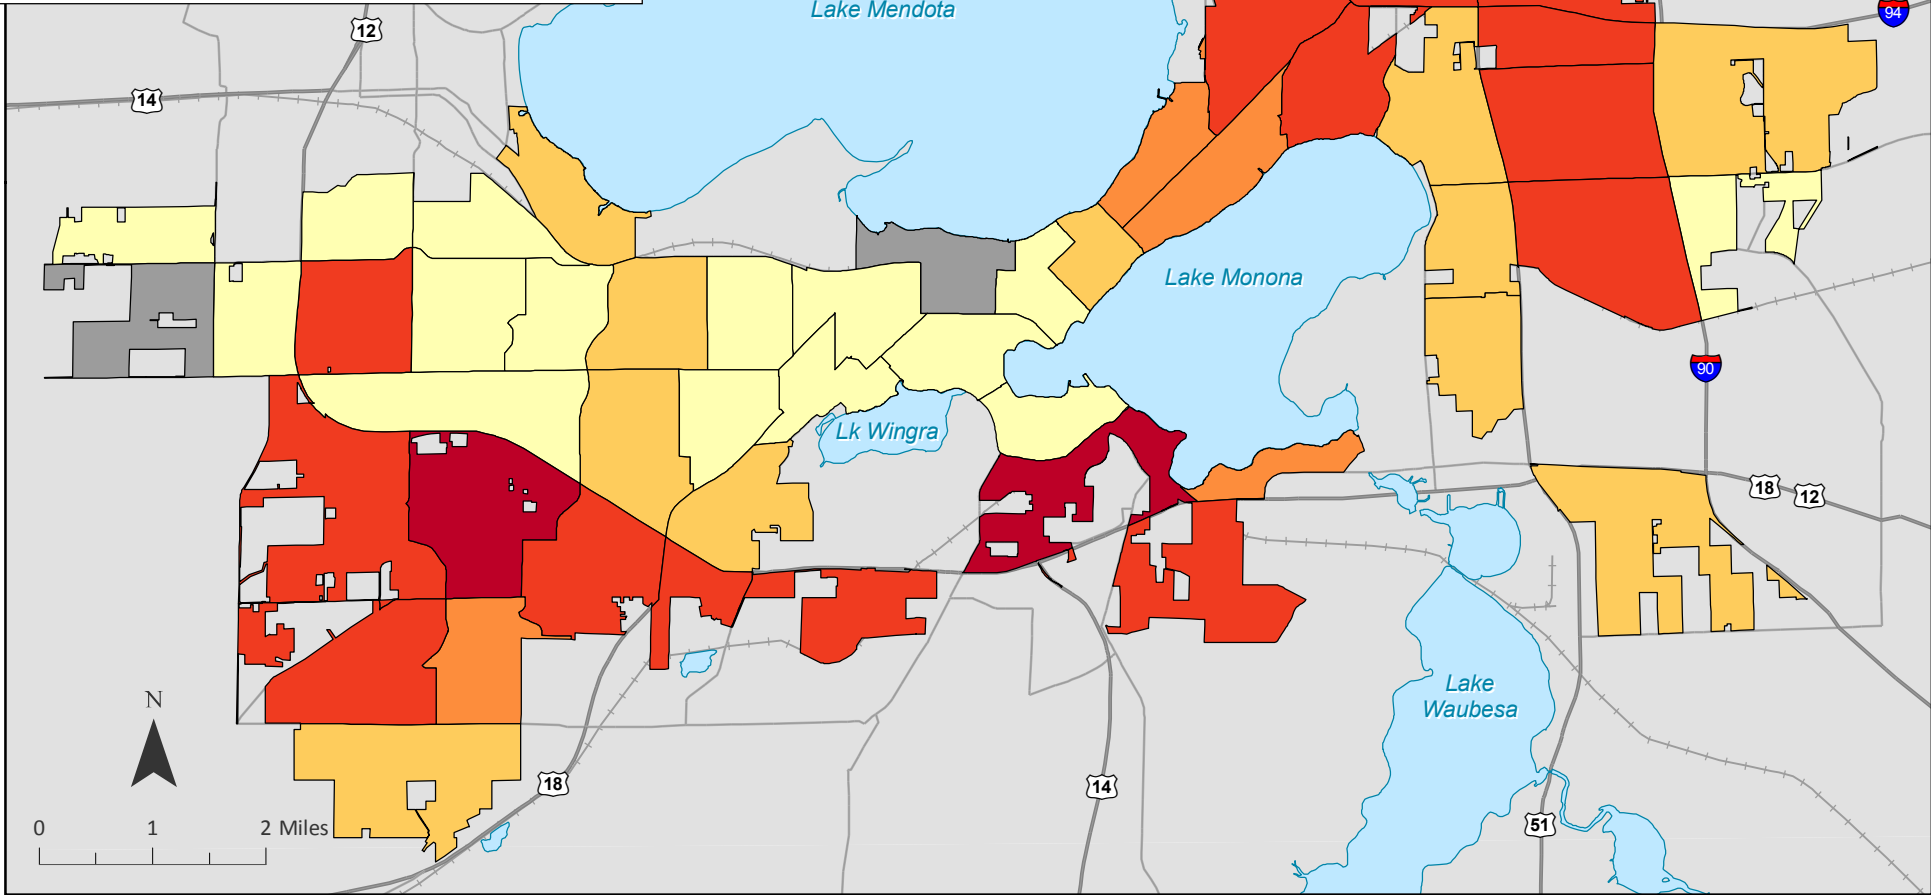 Lake Mendota
12
94
14
Lake Monona
90
Lk Wingra
18
12
Lake
Waubesa
N
18
14
0 1 2 Miles
51